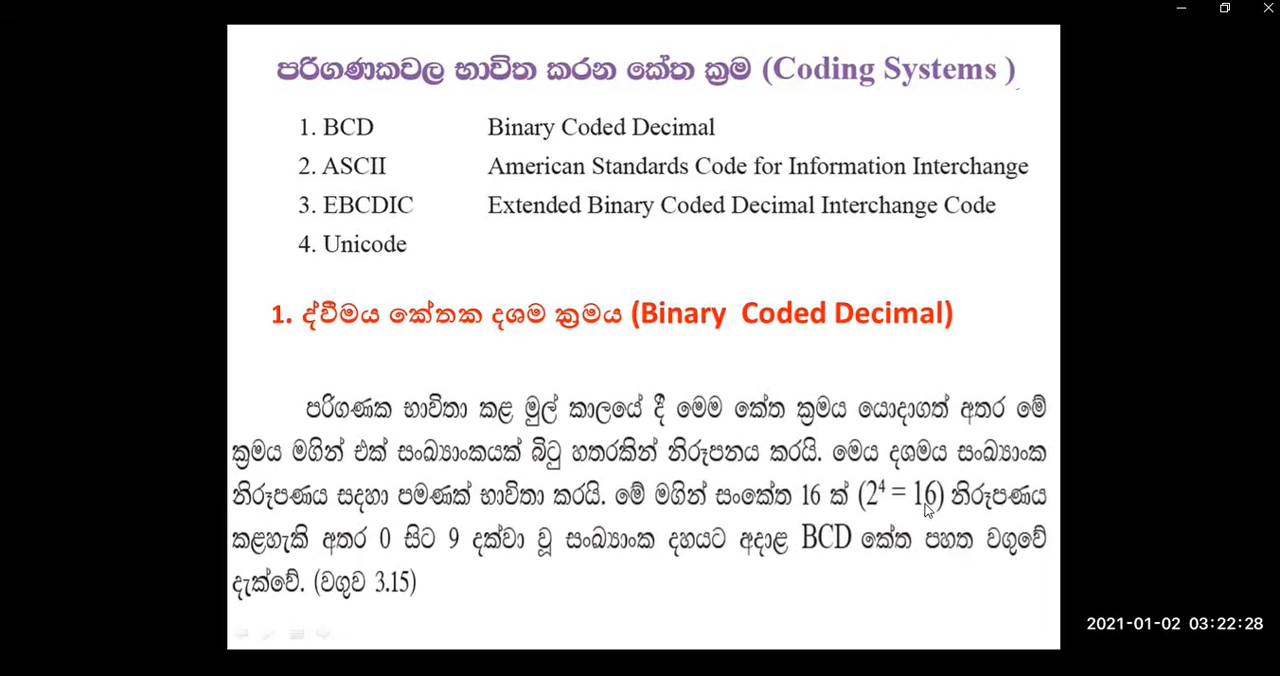 පරිගණකවල භාවිත කරන කේත ක්‍රම (Coding Systems )
1. BCD Binary Coded Decimal
2. ASCII American Standards Code for Information Interchange
3. EBCDIC Extended Binary Coded Decimal Interchange Code
4. Unicode
1. ද්වීමය කේතක දශම ක්‍රමය (Binary Coded Decimal)
පරිගණක භාවිතා කළ මුල් කාලයේ දී මෙම කේත ක්‍රමය යොදාගත් අතර මේ
ක්‍රමය මගින් එක් සංඛ්‍යාංකයක් බිටු හතරකින් නිරූපනය කරයි. මෙය දශමය සංඛ්‍යාංක
නිරූපණය සදහා පමණක් භාවිතා කරයි. මේ මගින් සංකේත 16 ක් (2⁴ = 16) නිරූපණය
කළහැකි අතර 0 සිට 9 දක්වා වූ සංඛ්‍යාංක දහයට අදාළ BCD කේත පහත වගුවේ
දැක්වේ. (වගුව 3.15)
2021-01-02 03:22:28